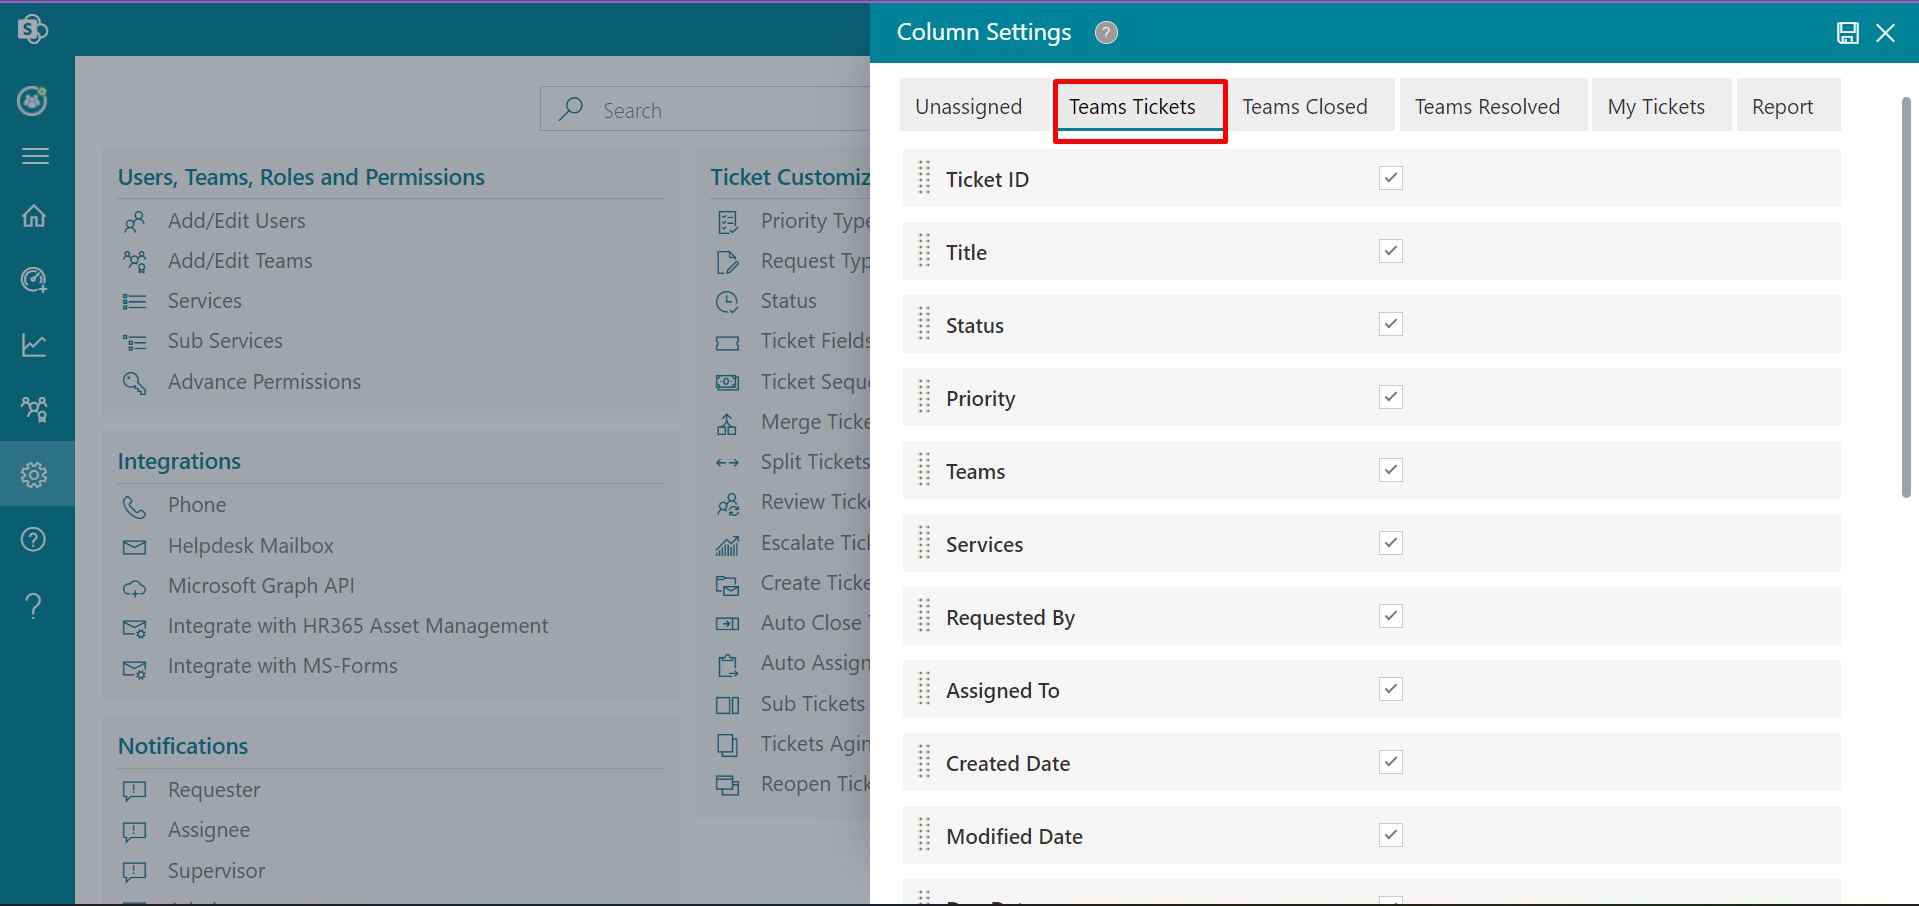 S
Column Settings ?
Search
Unassigned
Teams Tickets
Teams Closed
Teams Resolved
My Tickets
Report
Users, Teams, Roles and Permissions
Add/Edit Users
Add/Edit Teams
Services
Sub Services
Advance Permissions
Integrations
Phone
Helpdesk Mailbox
Microsoft Graph API
Integrate with HR365 Asset Management
Integrate with MS-Forms
Notifications
Requester
Assignee
Supervisor
Ticket Customiz
Priority Type
Request Typ
Status
Ticket Fields
Ticket Sequ
Merge Ticke
Split Tickets
Review Ticke
Escalate Tick
Create Ticke
Auto Close
Auto Assign
Sub Tickets
Tickets Agin
Reopen Tick
Ticket ID
Title
Status
Priority
Teams
Services
Requested By
Assigned To
Created Date
Modified Date